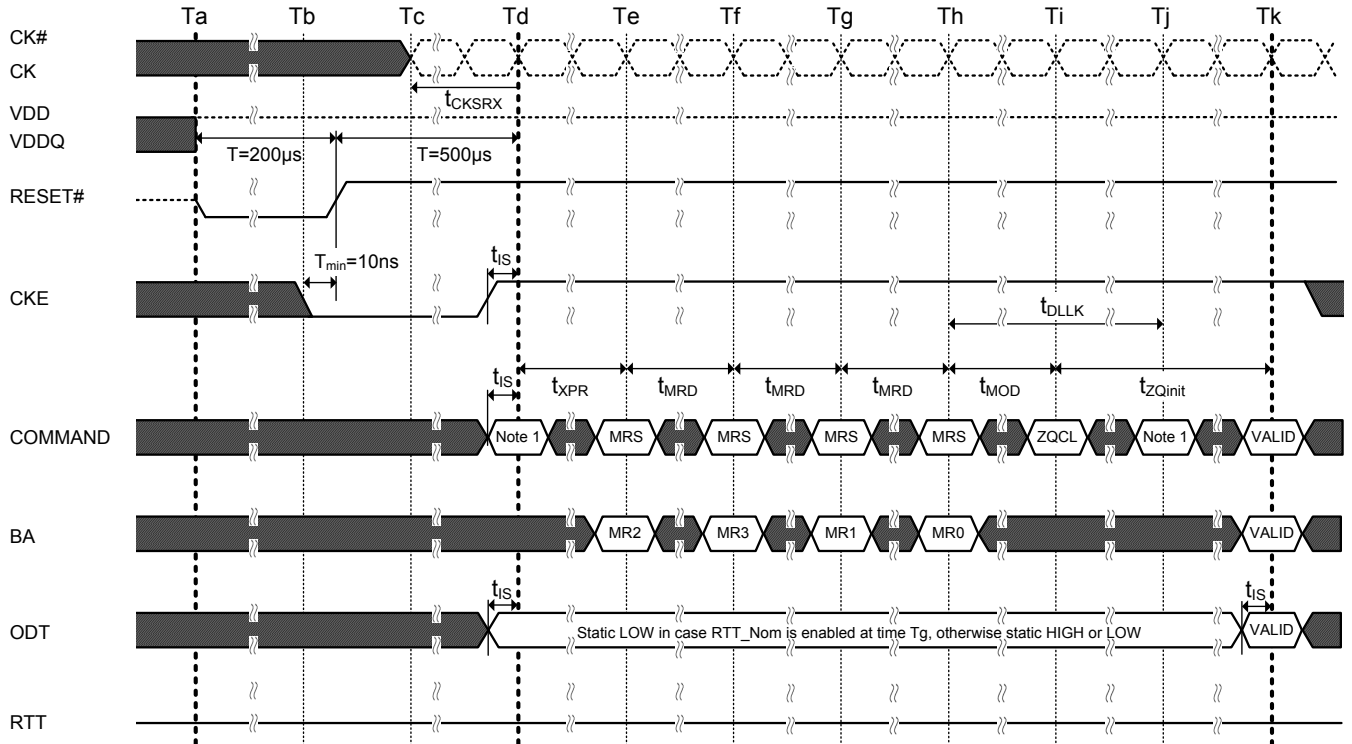 Ta Tb Tc Td Te Tf Tg Th Ti Tj Tk
CK#
CK
tCKSRX
VDD
VDDQ
T=200µs T=500µs
RESET#
Tmin=10ns tIS
CKE
tDLLK
tIS tXPR tMRD tMRD tMRD tMOD tZQinit
COMMAND Note 1 MRS MRS MRS MRS ZQCL Note 1 VALID
BA MR2 MR3 MR1 MR0 VALID
tIS tIS
ODT Static LOW in case RTT_Nom is enabled at time Tg, otherwise static HIGH or LOW VALID
RTT